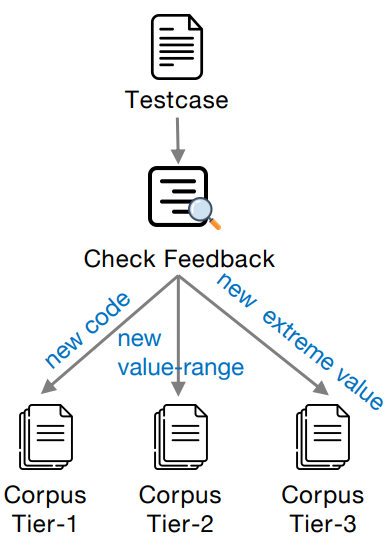 Testcase
Check Feedback
new code
new
value-range
new extreme value
Corpus
Tier-1
Corpus
Tier-2
Corpus
Tier-3